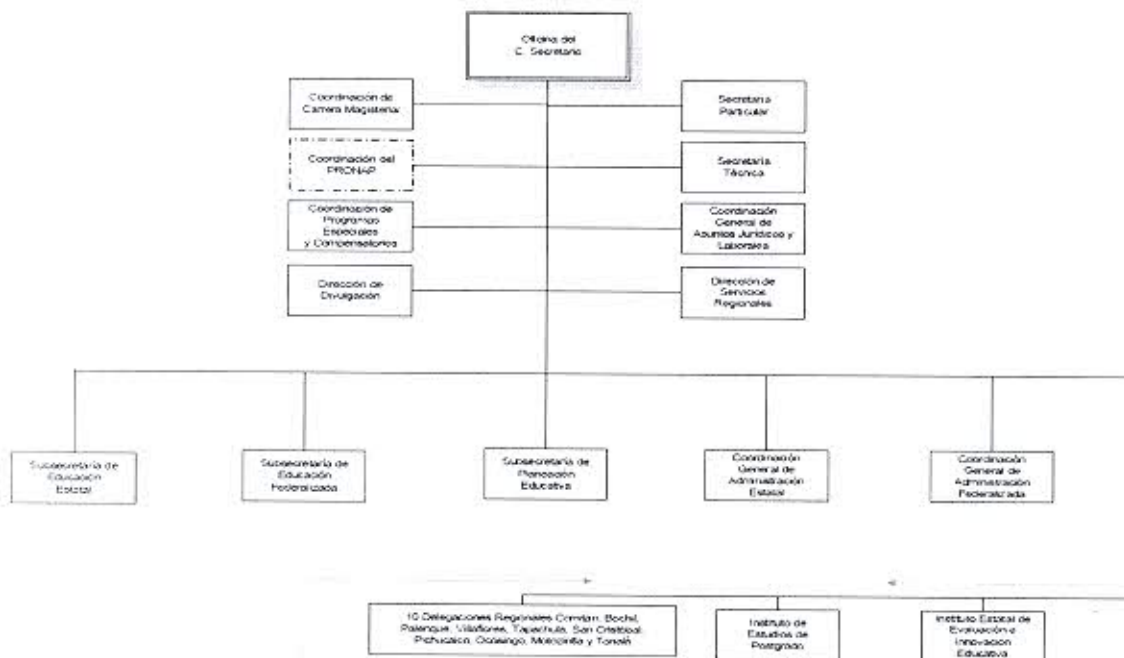 Oficina del
C. Secretario
Coordinación de
Carrera Magisterial
Secretaría
Particular
Coordinación del
PRONAP
Secretaría
Técnica
Coordinación de
Programas
Especiales
y Compensatorios
Coordinación
General de
Asuntos Jurídicos y
Laborales
Dirección de
Divulgación
Dirección de
Servicios
Regionales
Subsecretaría de
Educación
Estatal
Subsecretaría de
Educación
Federalizada
Subsecretaría de
Planeación
Educativa
Coordinación
General de
Administración
Estatal
Coordinación
General de
Administración
Federalizada
10 Delegaciones Regionales Comitán, Bochil,
Palenque, Villaflores, Tapachula, San Cristóbal,
Pichucalco, Ocosingo, Motozintla y Tonalá
Instituto de
Estudios de
Postgrado
Instituto Estatal de
Evaluación e
Innovación
Educativa